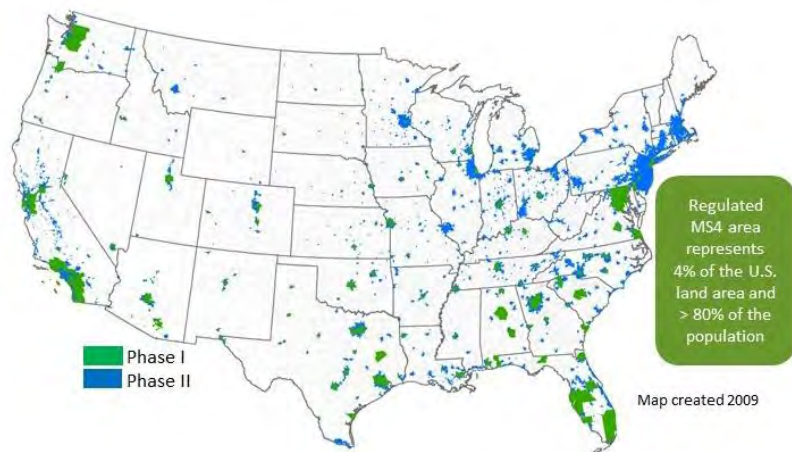 Regulated
MS4 area
represents
4% of the U.S.
land area and
> 80% of the
population
Phase I
Phase II
Map created 2009